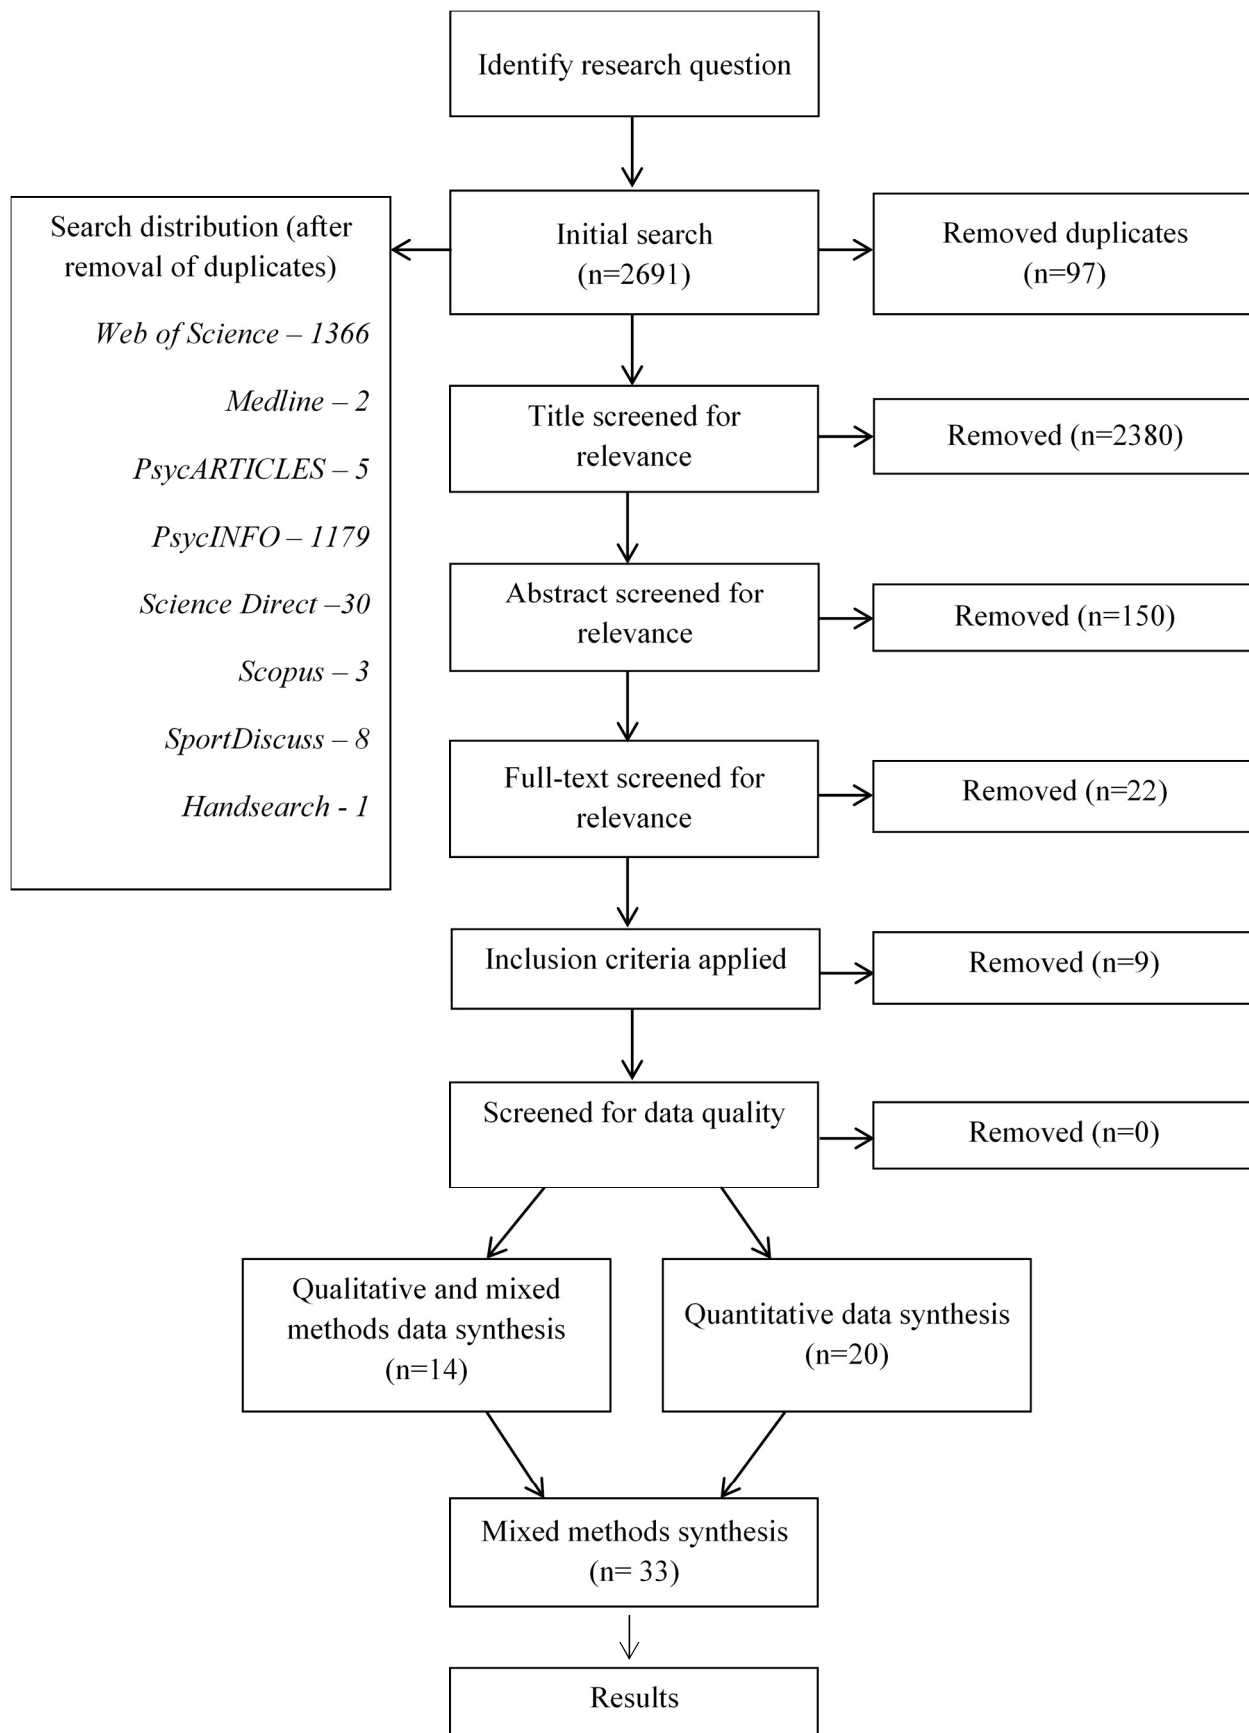 Identify research question
Search distribution (after
removal of duplicates)
Web of Science – 1366
Medline – 2
PsycARTICLES – 5
PsycINFO – 1179
Science Direct –30
Scopus – 3
SportDiscuss – 8
Handsearch - 1
Initial search
(n=2691)
Removed duplicates
(n=97)
Title screened for
relevance
Removed (n=2380)
Abstract screened for
relevance
Removed (n=150)
Full-text screened for
relevance
Removed (n=22)
Inclusion criteria applied
Removed (n=9)
Screened for data quality
Removed (n=0)
Qualitative and mixed
methods data synthesis
(n=14)
Quantitative data synthesis
(n=20)
Mixed methods synthesis
(n= 33)
Results